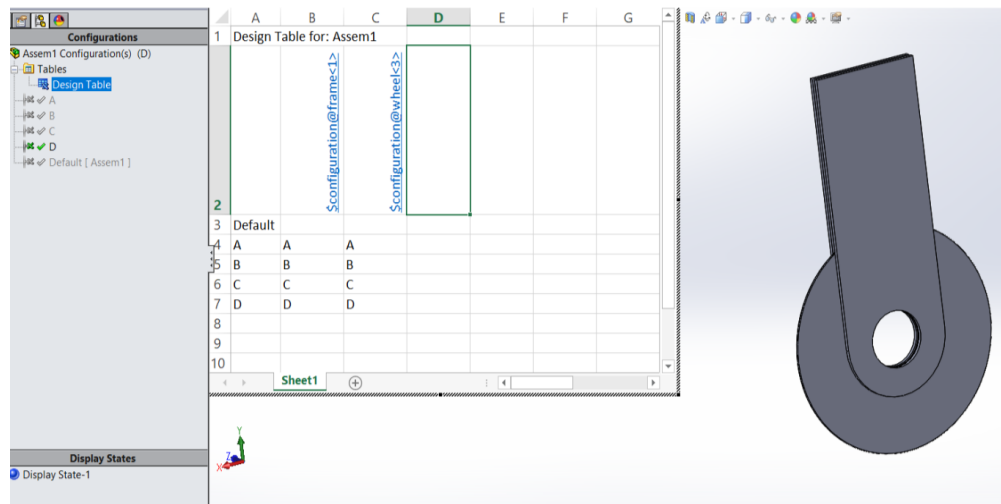 Configurations
Assem1 Configuration(s) (D)
Tables
Design Table
A
B
C
D
Default [ Assem1 ]
Display States
Display State-1
A B C D E F G
1 Design Table for: Assem1
2 $configuration@frame<1> $configuration@wheel<3>
3 Default
4 A A A
5 B B B
6 C C C
7 D D D
8
9
10
Sheet1
Y
Z
X